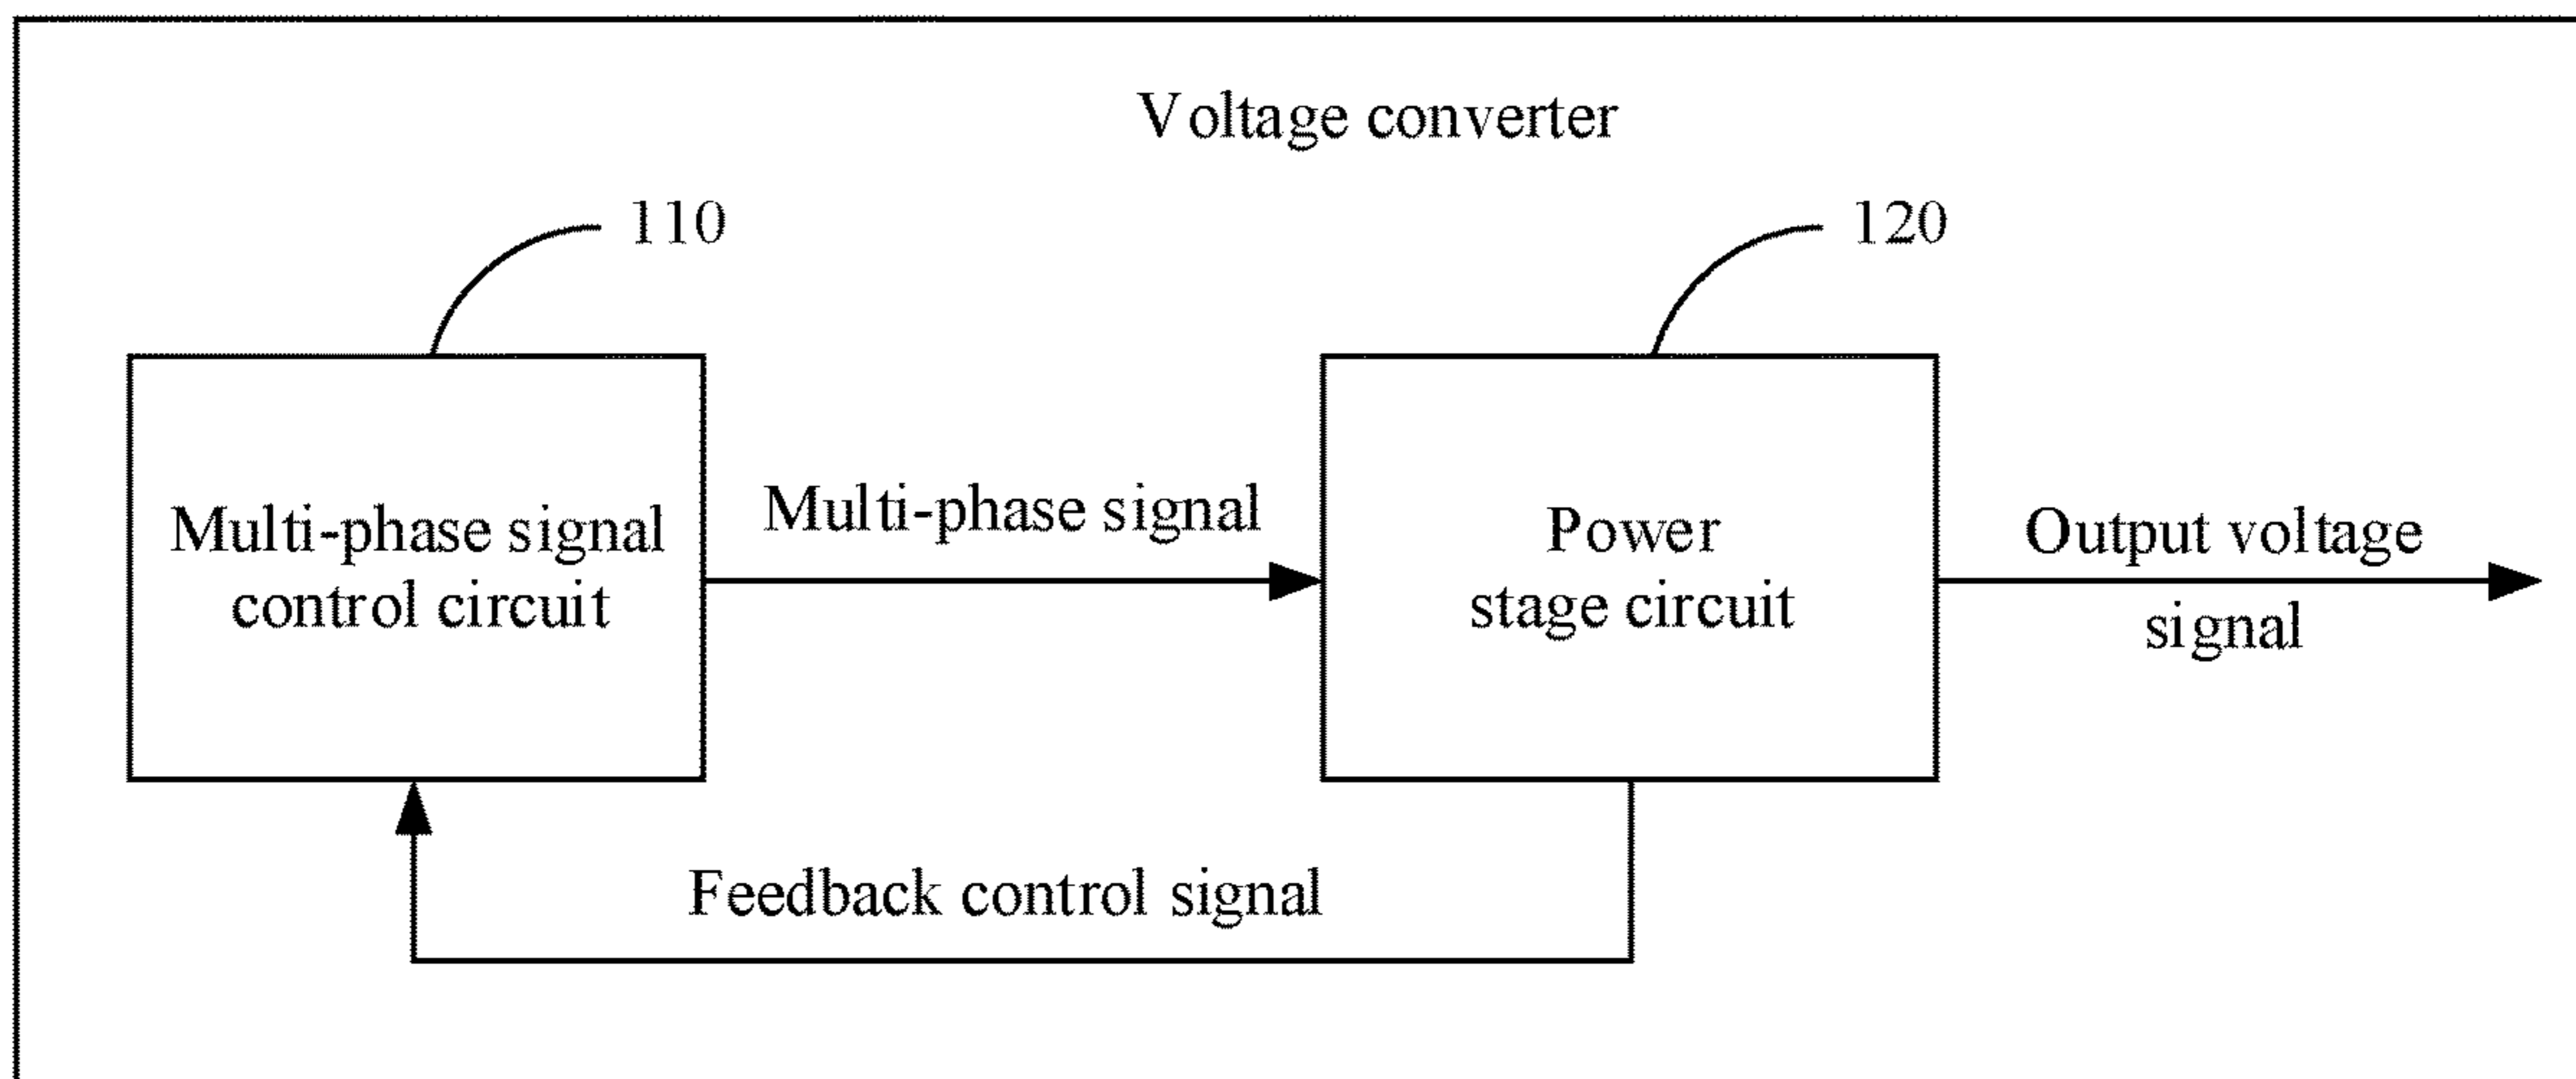 Voltage converter
110
120
Multi-phase signal
control circuit
Multi-phase signal
Power
stage circuit
Output voltage
signal
Feedback control signal